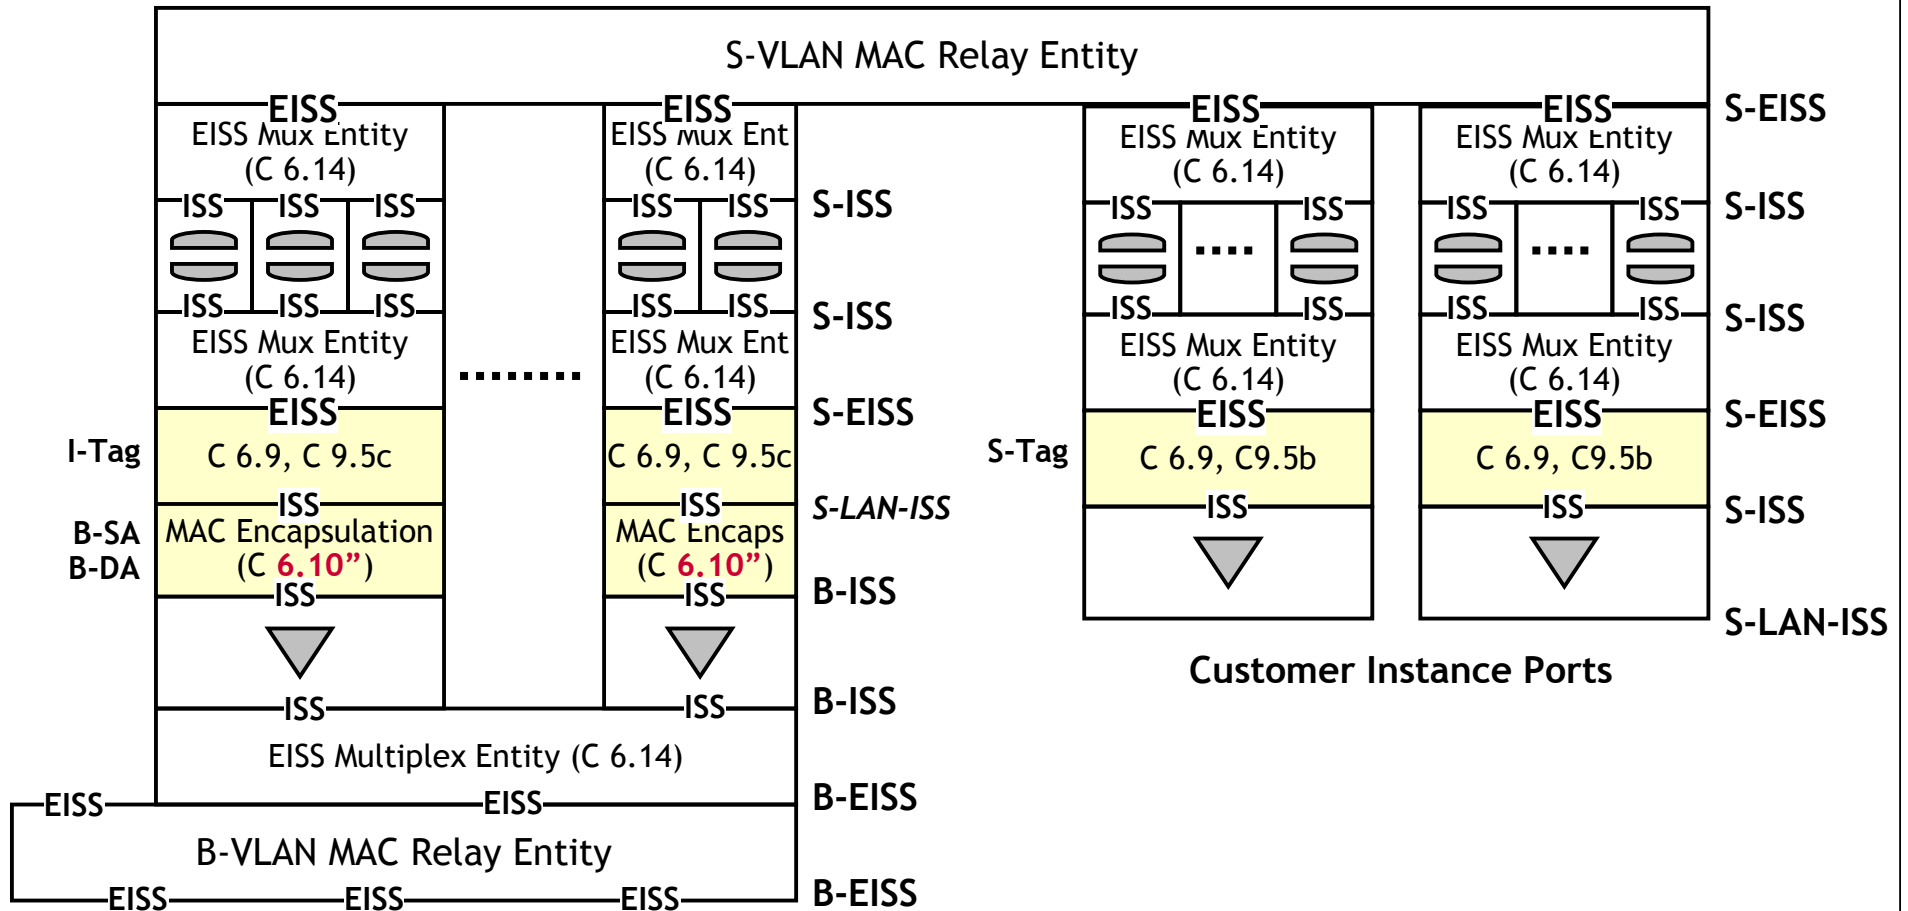 S-VLAN MAC Relay Entity
EISS EISS EISS EISS S-EISS
EISS Mux Entity EISS Mux Ent EISS Mux Entity EISS Mux Entity
(C 6.14) (C 6.14) (C 6.14) (C 6.14)
ISS ISS ISS ISS ISS S-ISS ISS ISS ISS ISS S-ISS
.... ....
ISS ISS ISS ISS ISS S-ISS ISS ISS ISS ISS S-ISS
EISS Mux Entity EISS Mux Ent EISS Mux Entity EISS Mux Entity
(C 6.14) ........ (C 6.14) (C 6.14) (C 6.14)
EISS EISS S-EISS EISS EISS S-EISS
I-Tag C 6.9, C 9.5c C 6.9, C 9.5c S-Tag C 6.9, C9.5b C 6.9, C9.5b
ISS ISS S-LAN-ISS ISS ISS S-ISS
B-SA MAC Encapsulation MAC Encaps
B-DA (C 6.10”) (C 6.10”)
ISS ISS B-ISS
S-LAN-ISS
Customer Instance Ports
ISS ISS B-ISS
EISS Multiplex Entity (C 6.14)
EISS EISS B-EISS
B-VLAN MAC Relay Entity
EISS EISS EISS B-EISS